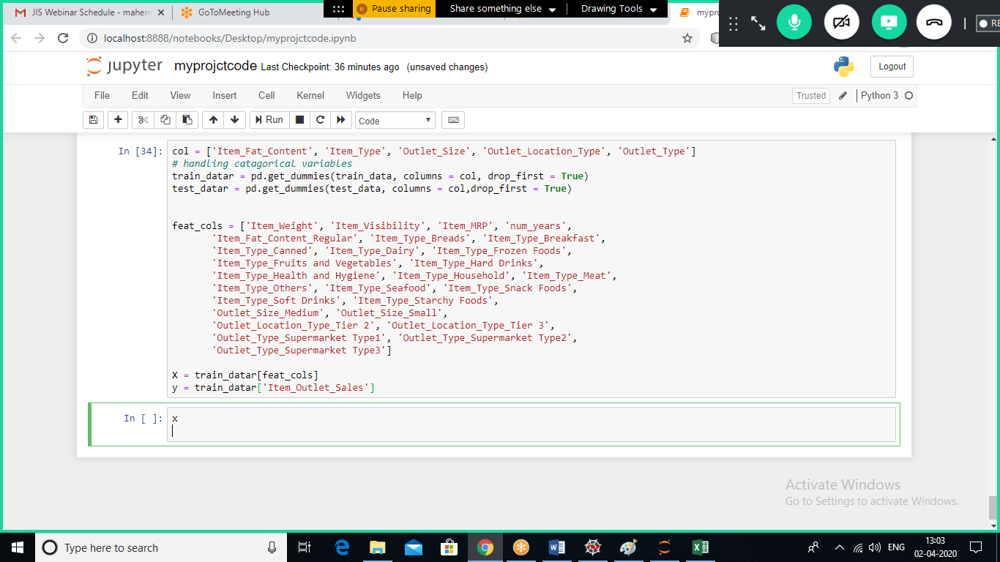 JIS Webinar Schedule - mahen
GoToMeeting Hub
Pause sharing
Share something else
Drawing Tools
mypro
RE
localhost:8888/notebooks/Desktop/myprojctcode.ipynb
jupyter myprojctcode Last Checkpoint: 36 minutes ago (unsaved changes)
Logout
File Edit View Insert Cell Kernel Widgets Help
Trusted
Python 3
Run
Code
In [34]:
col = ['Item_Fat_Content', 'Item_Type', 'Outlet_Size', 'Outlet_Location_Type', 'Outlet_Type']
# handling catagorical variables
train_datar = pd.get_dummies(train_data, columns = col, drop_first = True)
test_datar = pd.get_dummies(test_data, columns = col,drop_first = True)
feat_cols = ['Item_Weight', 'Item_Visibility', 'Item_MRP', 'num_years',
'Item_Fat_Content_Regular', 'Item_Type_Breads', 'Item_Type_Breakfast',
'Item_Type_Canned', 'Item_Type_Dairy', 'Item_Type_Frozen Foods',
'Item_Type_Fruits and Vegetables', 'Item_Type_Hard Drinks',
'Item_Type_Health and Hygiene', 'Item_Type_Household', 'Item_Type_Meat',
'Item_Type_Others', 'Item_Type_Seafood', 'Item_Type_Snack Foods',
'Item_Type_Soft Drinks', 'Item_Type_Starchy Foods',
'Outlet_Size_Medium', 'Outlet_Size_Small',
'Outlet_Location_Type_Tier 2', 'Outlet_Location_Type_Tier 3',
'Outlet_Type_Supermarket Type1', 'Outlet_Type_Supermarket Type2',
'Outlet_Type_Supermarket Type3']
X = train_datar[feat_cols]
y = train_datar['Item_Outlet_Sales']
In [ ]:
x
Activate Windows
Go to Settings to activate Windows.
Type here to search
ENG
13:03
02-04-2020